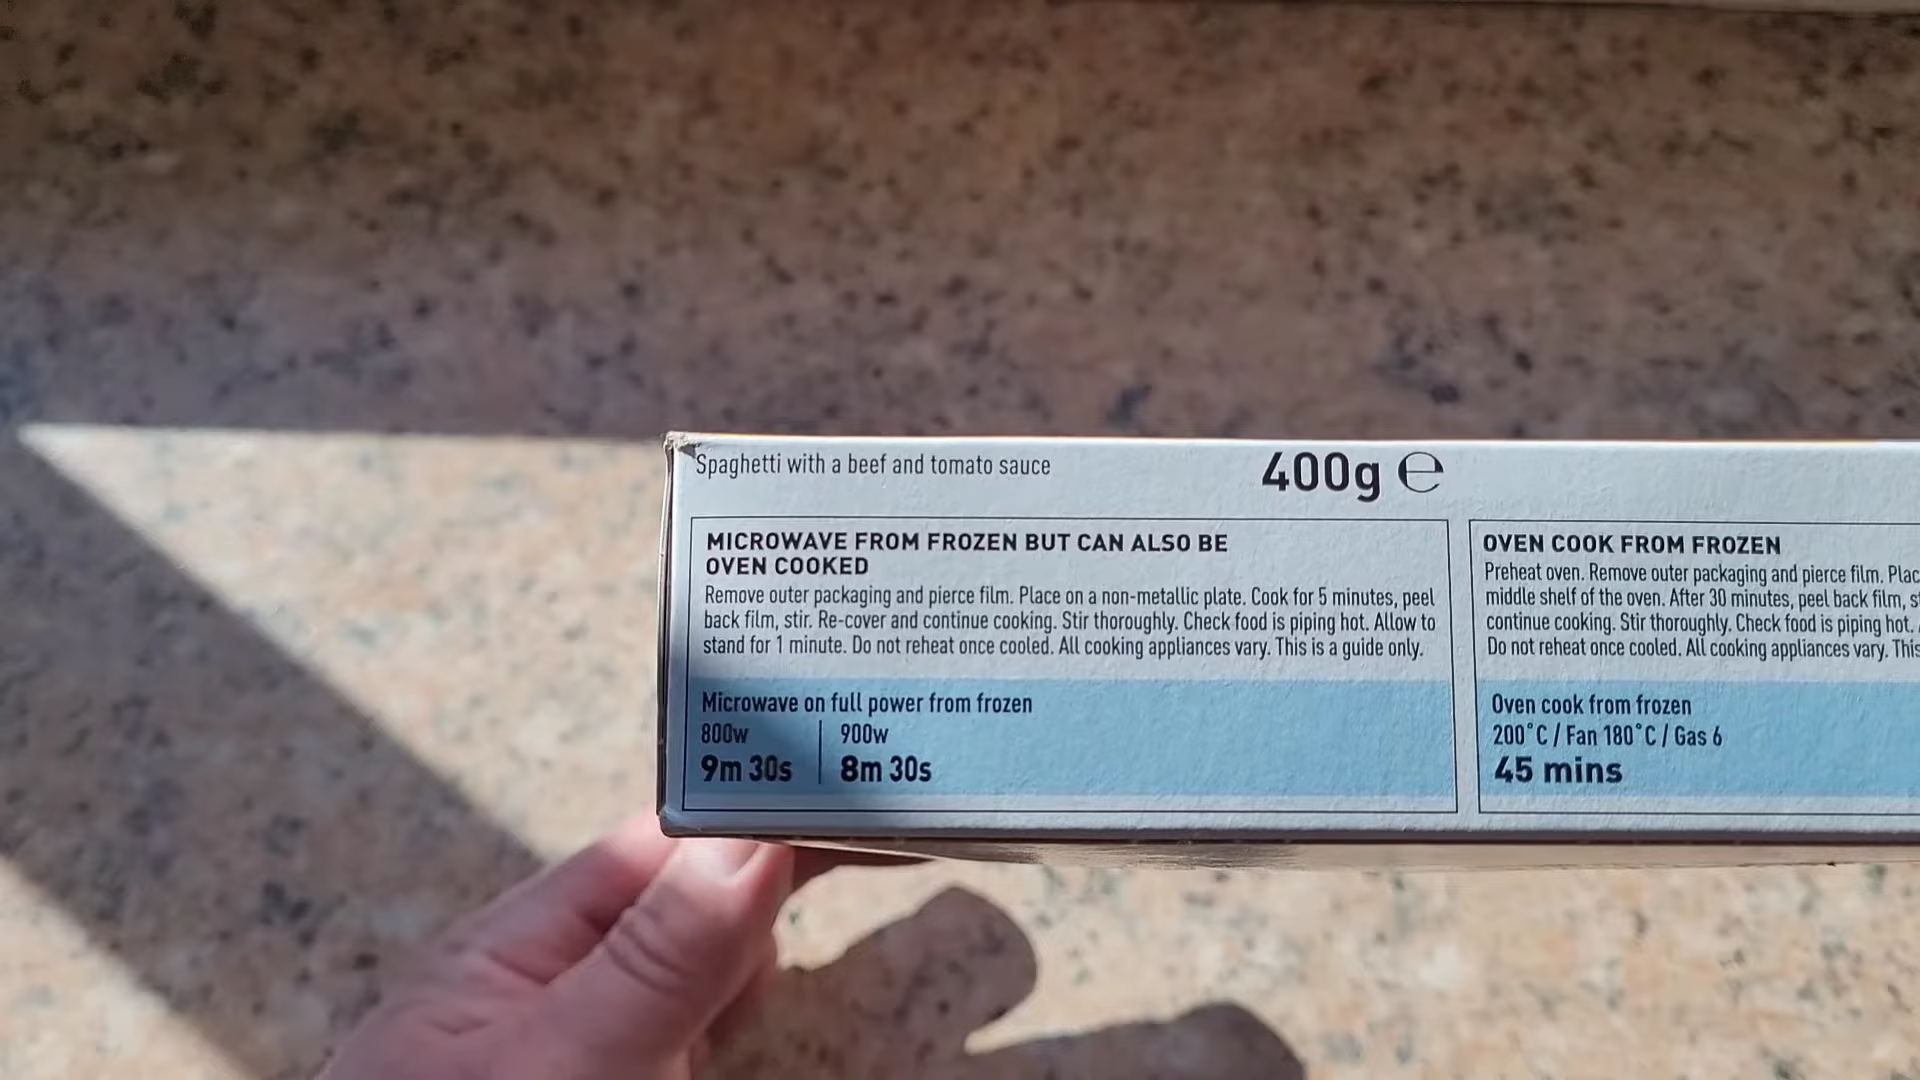 Spaghetti with a beef and tomato sauce
400g ℮
MICROWAVE FROM FROZEN BUT CAN ALSO BE
OVEN COOKED
Remove outer packaging and pierce film. Place on a non-metallic plate. Cook for 5 minutes, peel
back film, stir. Re-cover and continue cooking. Stir thoroughly. Check food is piping hot. Allow to
stand for 1 minute. Do not reheat once cooled. All cooking appliances vary. This is a guide only.
Microwave on full power from frozen
800w 900w
9m 30s 8m 30s
OVEN COOK FROM FROZEN
Preheat oven. Remove outer packaging and pierce film.
middle shelf of the oven. After 30 minutes, peel back film,
continue cooking. Stir thoroughly. Check food is piping hot.
Do not reheat once cooled. All cooking appliances vary. This
Oven cook from frozen
200°C / Fan 180°C / Gas 6
45 mins